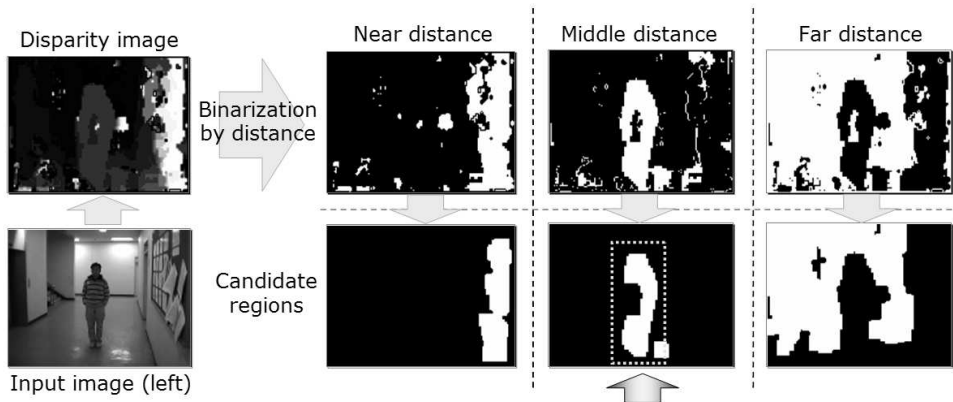 Disparity image
Near distance
Middle distance
Far distance
Binarization
by distance
Candidate
regions
Input image (left)